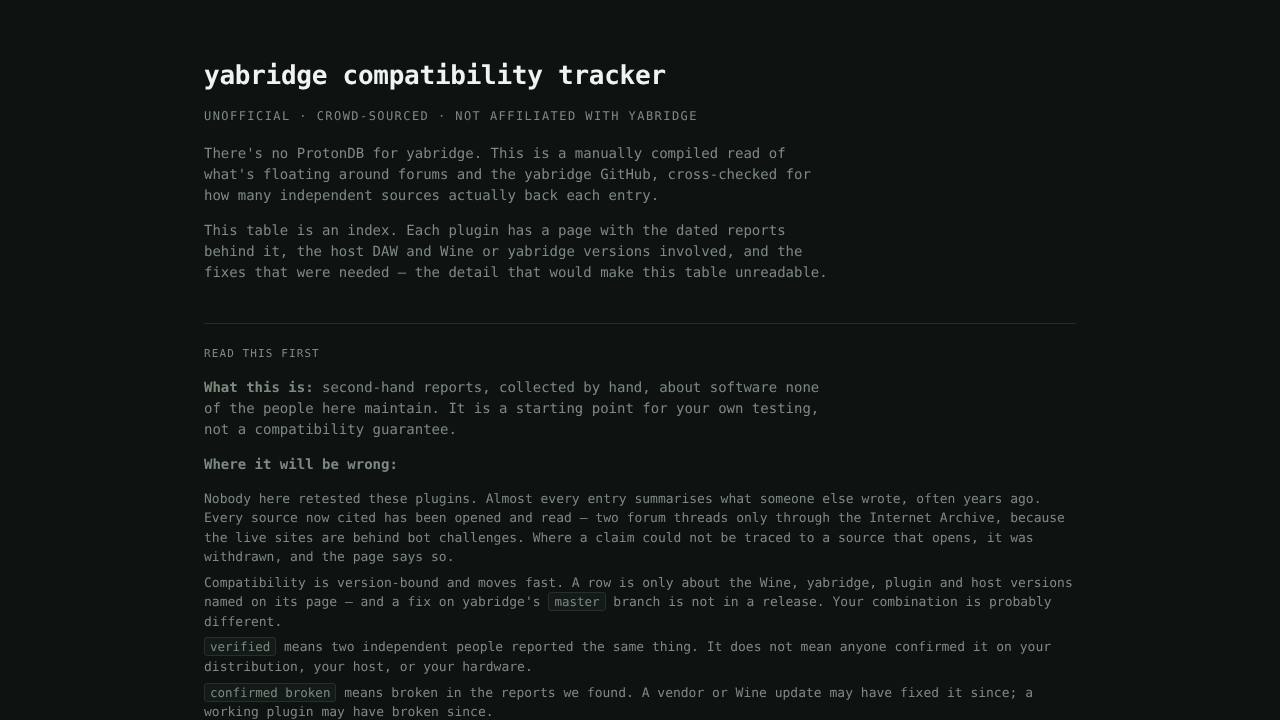 yabridge compatibility tracker
UNOFFICIAL · CROWD-SOURCED · NOT AFFILIATED WITH YABRIDGE
There's no ProtonDB for yabridge. This is a manually compiled read of
what's floating around forums and the yabridge GitHub, cross-checked for
how many independent sources actually back each entry.
This table is an index. Each plugin has a page with the dated reports
behind it, the host DAW and Wine or yabridge versions involved, and the
fixes that were needed — the detail that would make this table unreadable.
READ THIS FIRST
What this is: second-hand reports, collected by hand, about software none
of the people here maintain. It is a starting point for your own testing,
not a compatibility guarantee.
Where it will be wrong:
Nobody here retested these plugins. Almost every entry summarises what someone else wrote, often years ago.
Every source now cited has been opened and read — two forum threads only through the Internet Archive, because
the live sites are behind bot challenges. Where a claim could not be traced to a source that opens, it was
withdrawn, and the page says so.
Compatibility is version-bound and moves fast. A row is only about the Wine, yabridge, plugin and host versions
named on its page — and a fix on yabridge's master branch is not in a release. Your combination is probably
different.
verified means two independent people reported the same thing. It does not mean anyone confirmed it on your
distribution, your host, or your hardware.
confirmed broken means broken in the reports we found. A vendor or Wine update may have fixed it since; a
working plugin may have broken since.